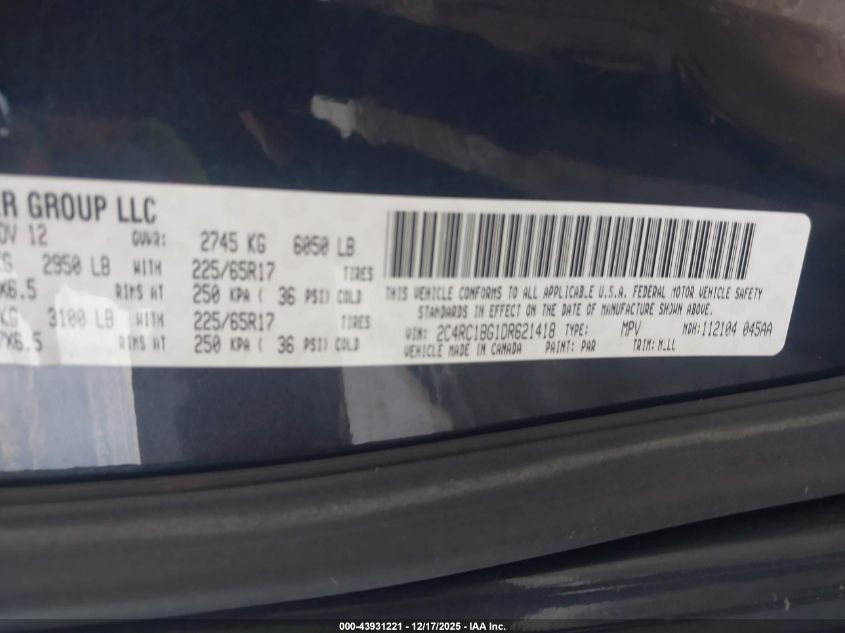 ER GROUP LLC
OV 12 GVWR: 2745 KG 6050 LB
KG 2950 LB WITH 225/65R17 TIRES
X6.5 RIMS AT 250 KPA ( 36 PSI) COLD
KG 3100 LB WITH 225/65R17 TIRES
7X6.5 RIMS AT 250 KPA ( 36 PSI) COLD
THIS VEHICLE CONFORMS TO ALL APPLICABLE U.S.A. FEDERAL MOTOR VEHICLE SAFETY
STANDARDS IN EFFECT ON THE DATE OF MANUFACTURE SHOWN ABOVE.
VIN: 2C4RC1BG1DR621418 TYPE: MPV MDH: 112104 045AA
VEHICLE MADE IN CANADA PAINT: PAR TRIM: M.LL
000-43931221 - 12/17/2025 - IAA Inc.